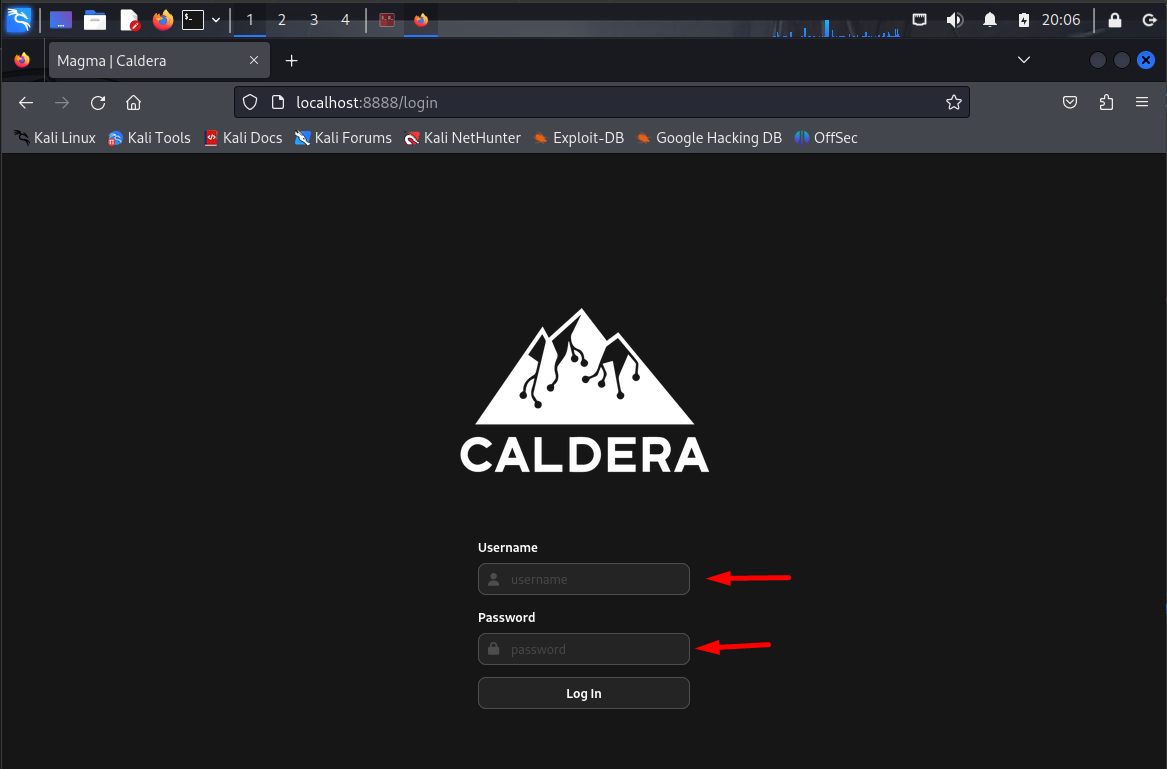 1 2 3 4 20:06
Magma | Caldera
localhost:8888/login
Kali Linux Kali Tools Kali Docs Kali Forums Kali NetHunter Exploit-DB Google Hacking DB OffSec
CALDERA
Username
username
Password
password
Log In